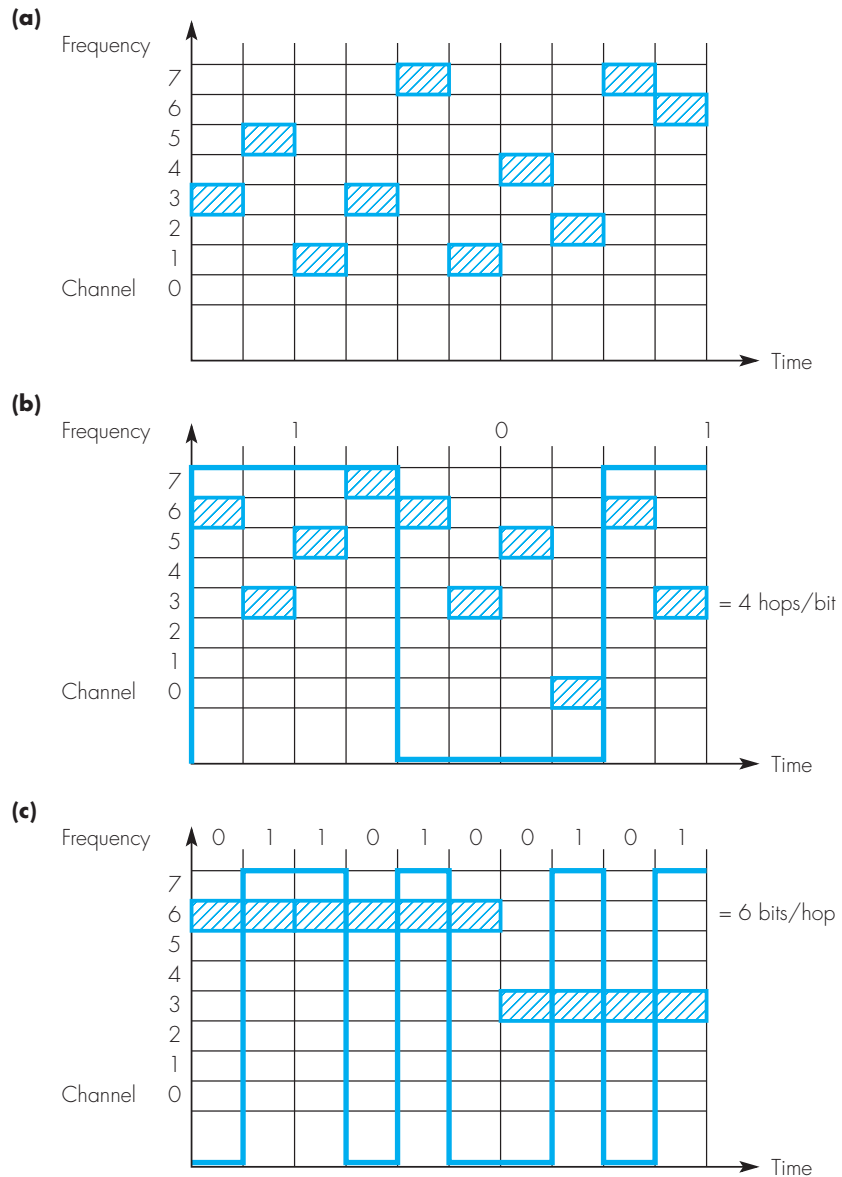 (a)
Frequency
7
6
5
4
3
2
1
Channel 0
Time
(b)
Frequency 1 0 1
7
6
5
4
3 = 4 hops/bit
2
1
Channel 0
Time
(c)
Frequency 0 1 1 0 1 0 0 1 0 1
7
6 = 6 bits/hop
5
4
3
2
1
Channel 0
Time